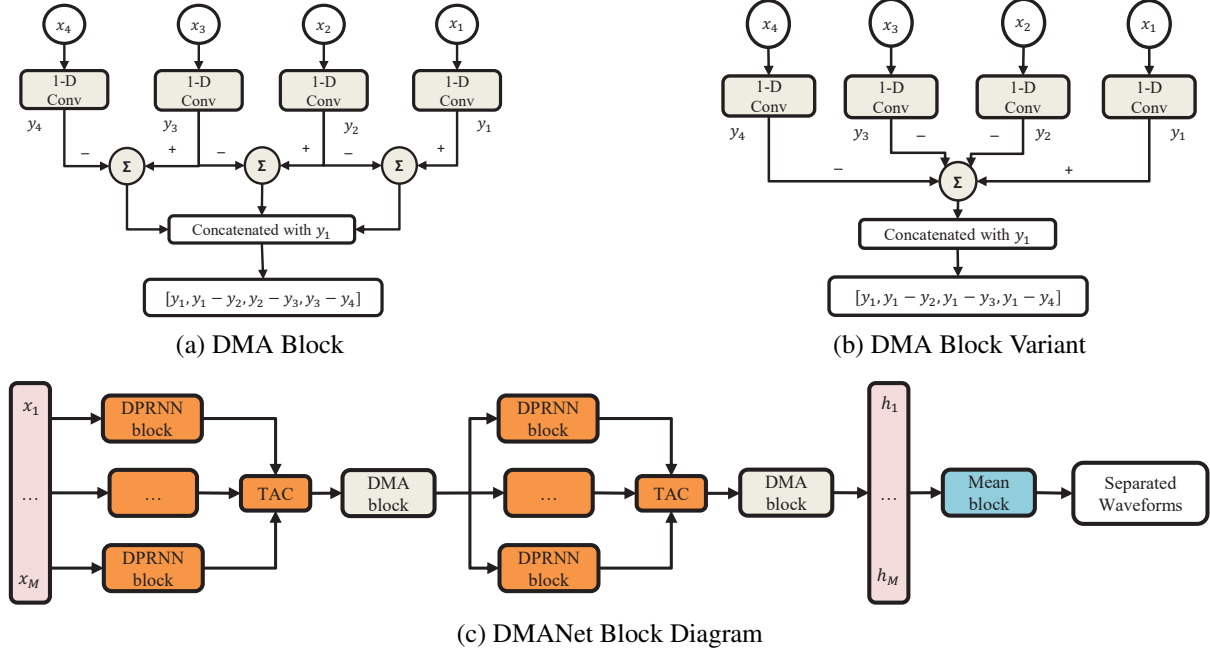 x₄ x₃ x₂ x₁
1-D Conv 1-D Conv 1-D Conv 1-D Conv
y₄ y₃ y₂ y₁
− + − + − +
Σ Σ Σ
Concatenated with y₁
[y₁, y₁ − y₂, y₂ − y₃, y₃ − y₄]
(a) DMA Block
x₄ x₃ x₂ x₁
1-D Conv 1-D Conv 1-D Conv 1-D Conv
y₄ y₃ − − y₂ y₁
− Σ +
Concatenated with y₁
[y₁, y₁ − y₂, y₁ − y₃, y₁ − y₄]
(b) DMA Block Variant
x₁ DPRNN block DPRNN block h₁
... ... TAC DMA block ... TAC DMA block ... Mean block Separated Waveforms
x_M DPRNN block DPRNN block h_M
(c) DMANet Block Diagram